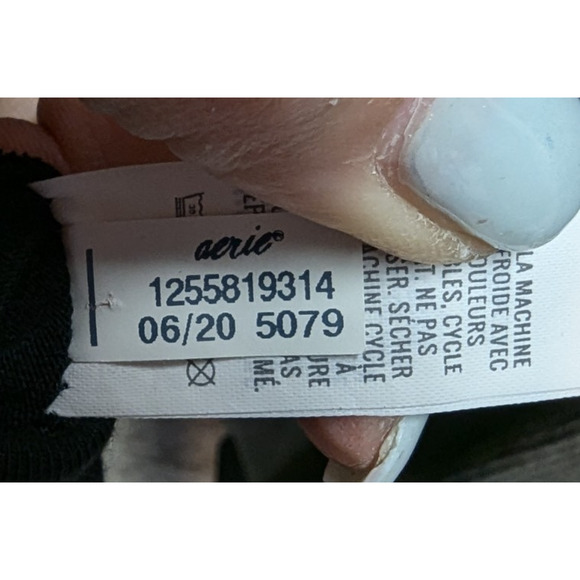 aerie®
1255819314
06/20 5079
LA MACHINE
FROIDE AVEC
COULEURS
LES, CYCLE
NE PAS
SER. SÉCHER
MACHINE CYCLE
À
URE
PAS
MÉ.